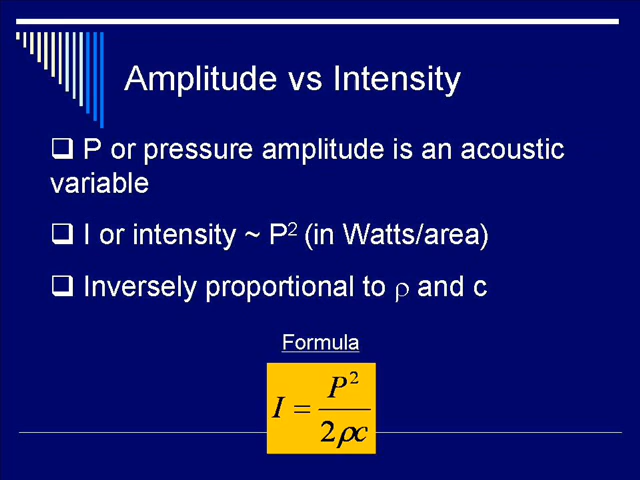 Amplitude vs Intensity
❑ P or pressure amplitude is an acoustic
variable
❑ I or intensity ~ P² (in Watts/area)
❑ Inversely proportional to ρ and c
Formula
I = P² / 2ρc